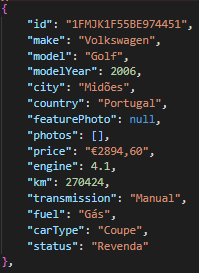 {
"id": "1FMJK1F55BE974451",
"make": "Volkswagen",
"model": "Golf",
"modelYear": 2006,
"city": "Midões",
"country": "Portugal",
"featurePhoto": null,
"photos": [],
"price": "€2894,60",
"engine": 4.1,
"km": 270424,
"transmission": "Manual",
"fuel": "Gás",
"carType": "Coupe",
"status": "Revenda"
},